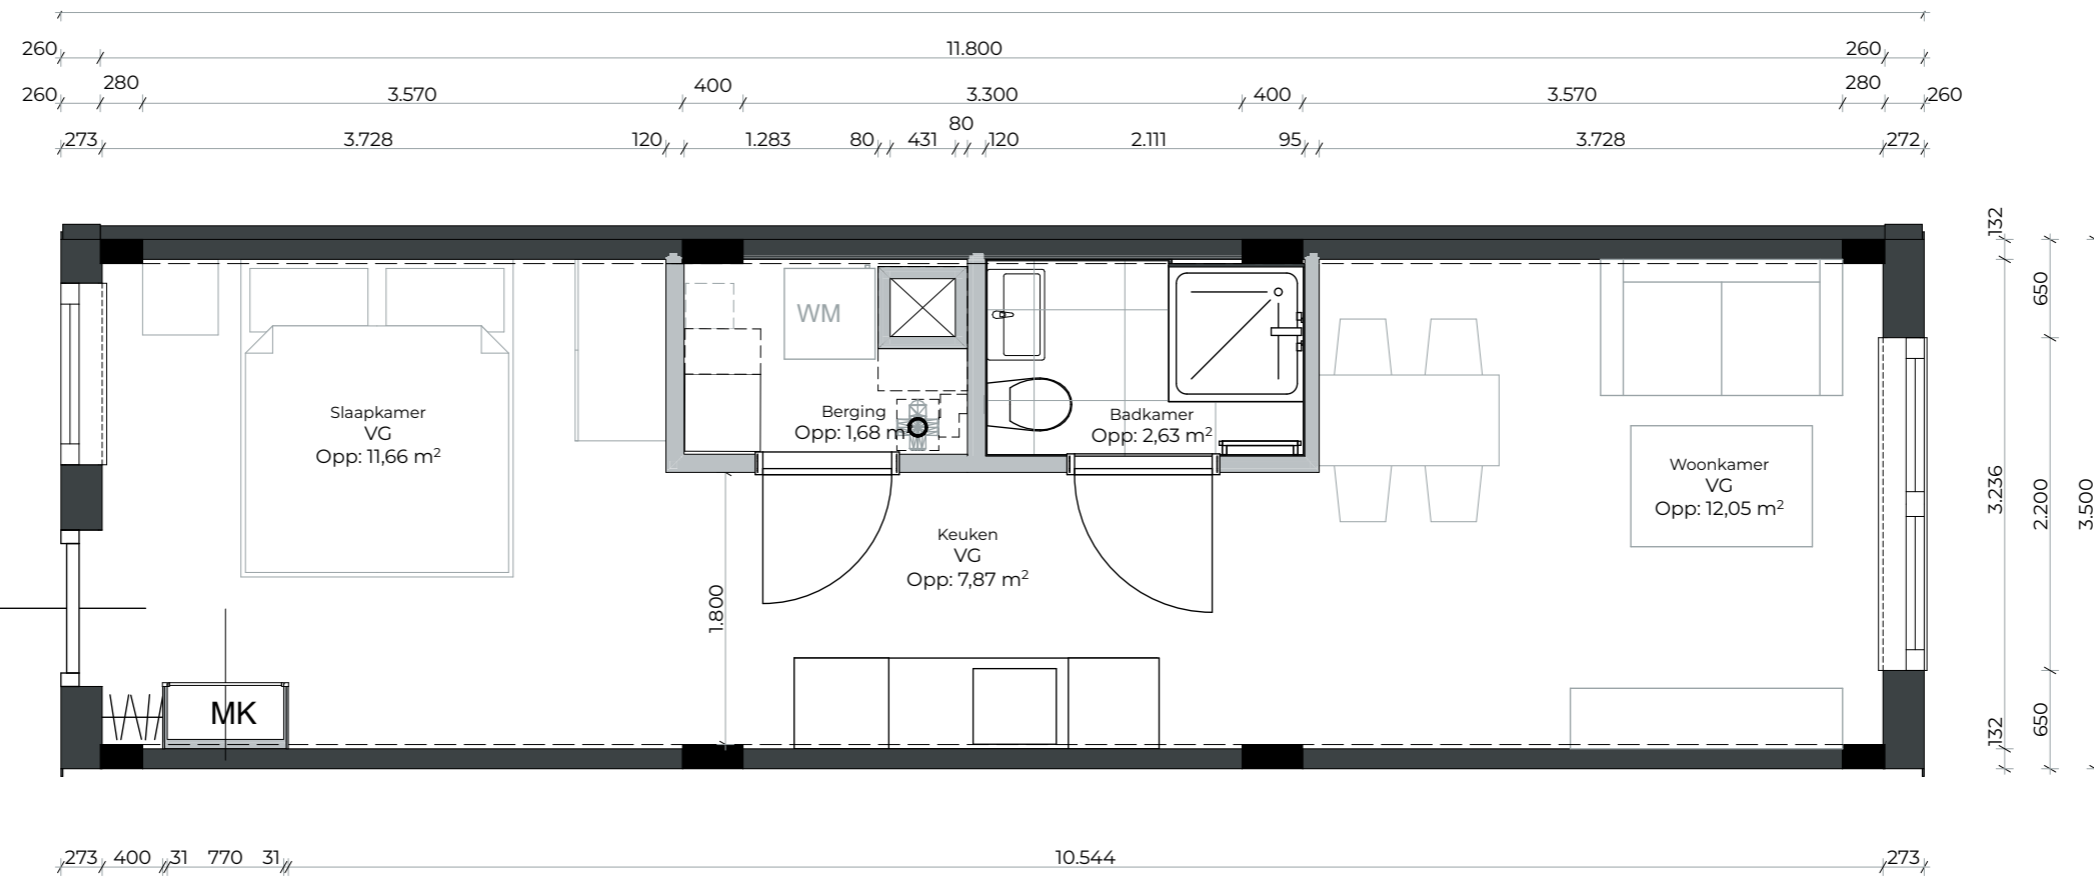 260 11.800 260
260 280 3.570 400 3.300 400 3.570 280 260
273 3.728 120 1.283 80 431 80 120 2.111 95 3.728 272
132
650
WM
Slaapkamer
VG
Opp: 11,66 m²
Berging
Opp: 1,68 m
Badkamer
Opp: 2,63 m²
Woonkamer
VG
Opp: 12,05 m²
3.236
2.200
3.500
Keuken
VG
Opp: 7,87 m²
1.800
MK
132
650
273 400 31 770 31 10.544 273